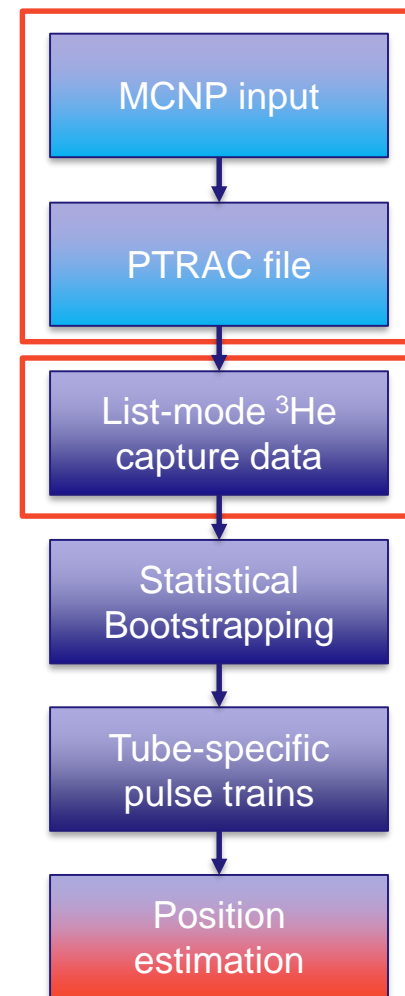 MCNP input
PTRAC file
List-mode ³He
capture data
Statistical
Bootstrapping
Tube-specific
pulse trains
Position
estimation